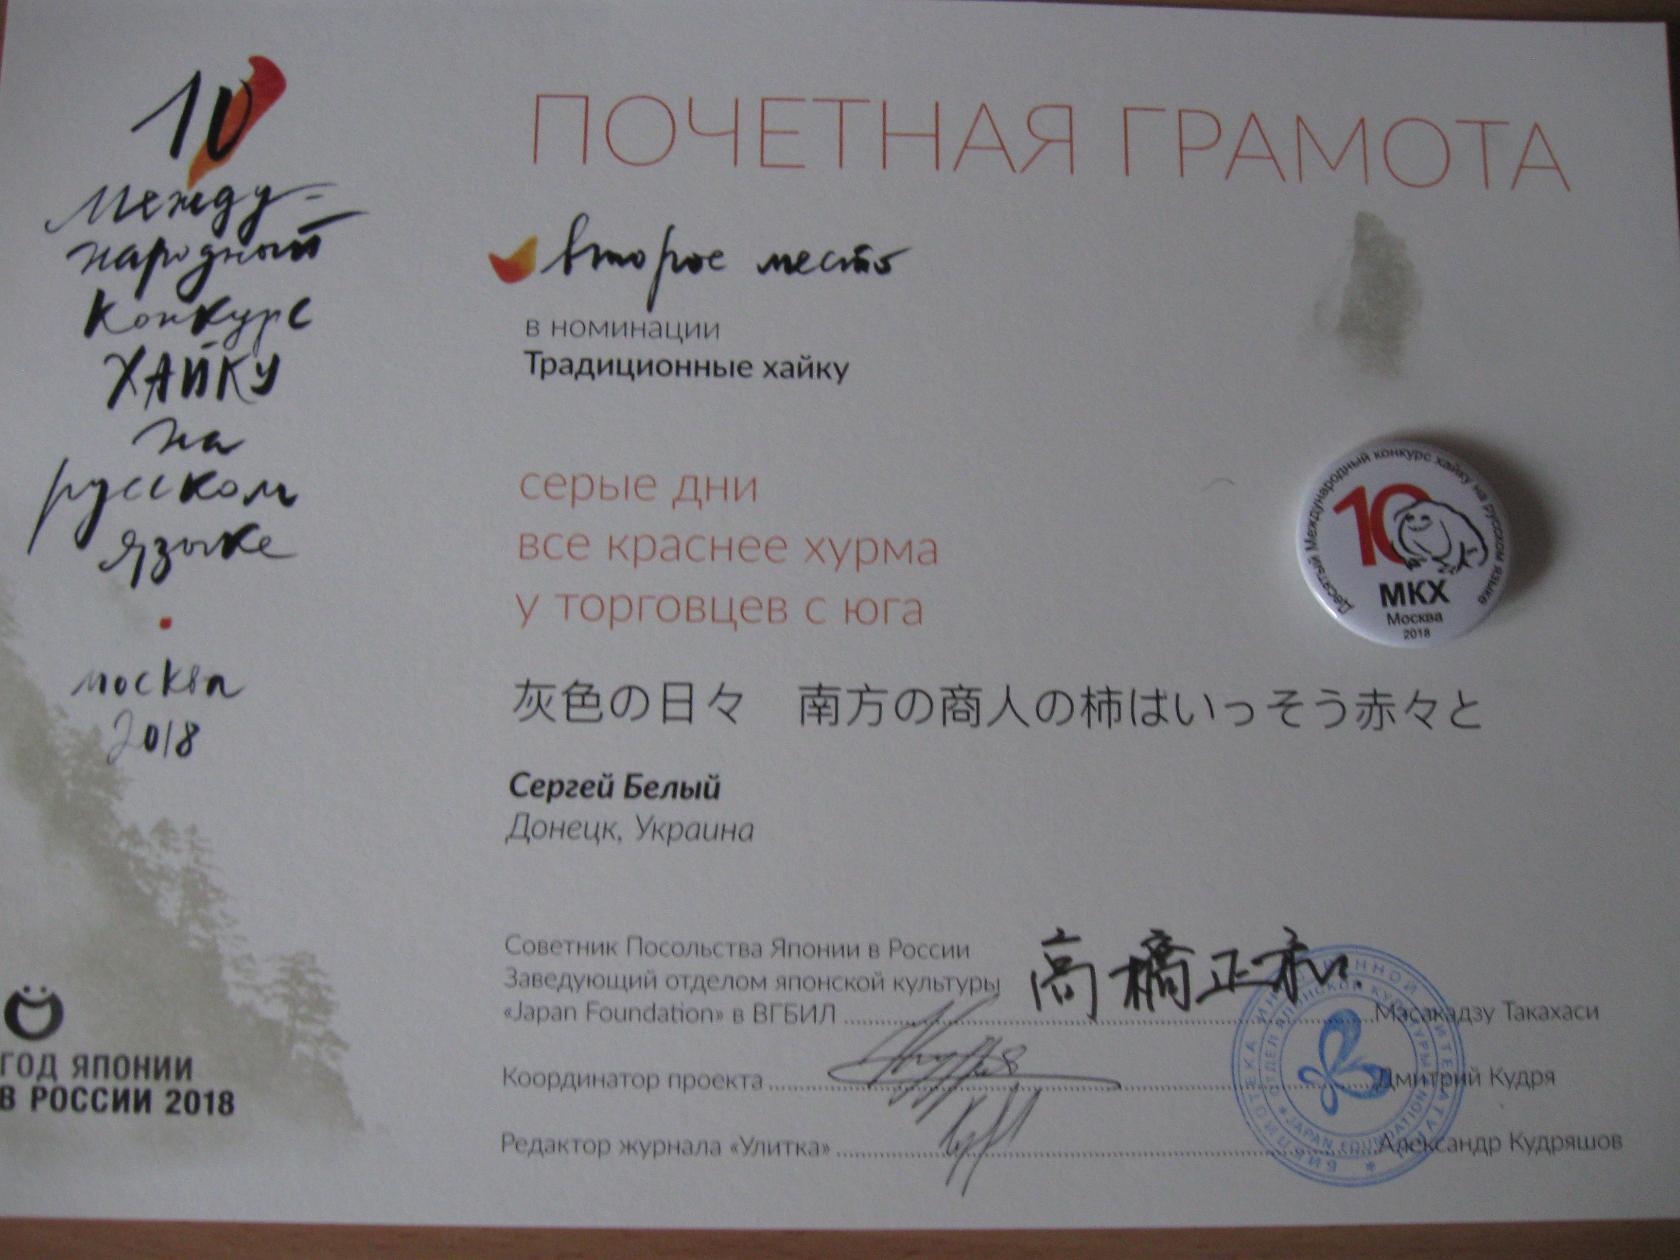 10
Между-
народный
конкурс
ХАЙКУ
на
русском
языке
москва
2018
ГОД ЯПОНИИ
В РОССИИ 2018
ПОЧЕТНАЯ ГРАМОТА
второе место
в номинации
Традиционные хайку
серые дни
все краснее хурма
у торговцев с юга
灰色の日々 南方の商人の柿はいっそう赤々と
Сергей Белый
Донецк, Украина
Десятый Международный конкурс хайку на русском языке
10
МКХ
Москва
2018
Советник Посольства Японии в России
Заведующий отделом японской культуры
«Japan Foundation» в ВГБИЛ Масакадзу Такахаси
高橋正和
Координатор проекта Дмитрий Кудря
Редактор журнала «Улитка» Александр Кудряшов
JAPAN FOUNDATION